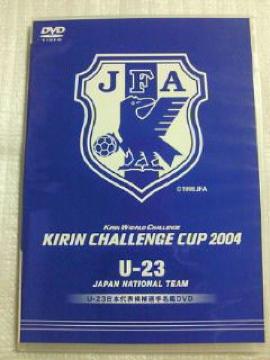 DVD
VIDEO
JFA
©1996.JFA
KIRIN WORLD CHALLENGE
KIRIN CHALLENGE CUP 2004
U-23
JAPAN NATIONAL TEAM
U-23日本代表候補選手名鑑DVD